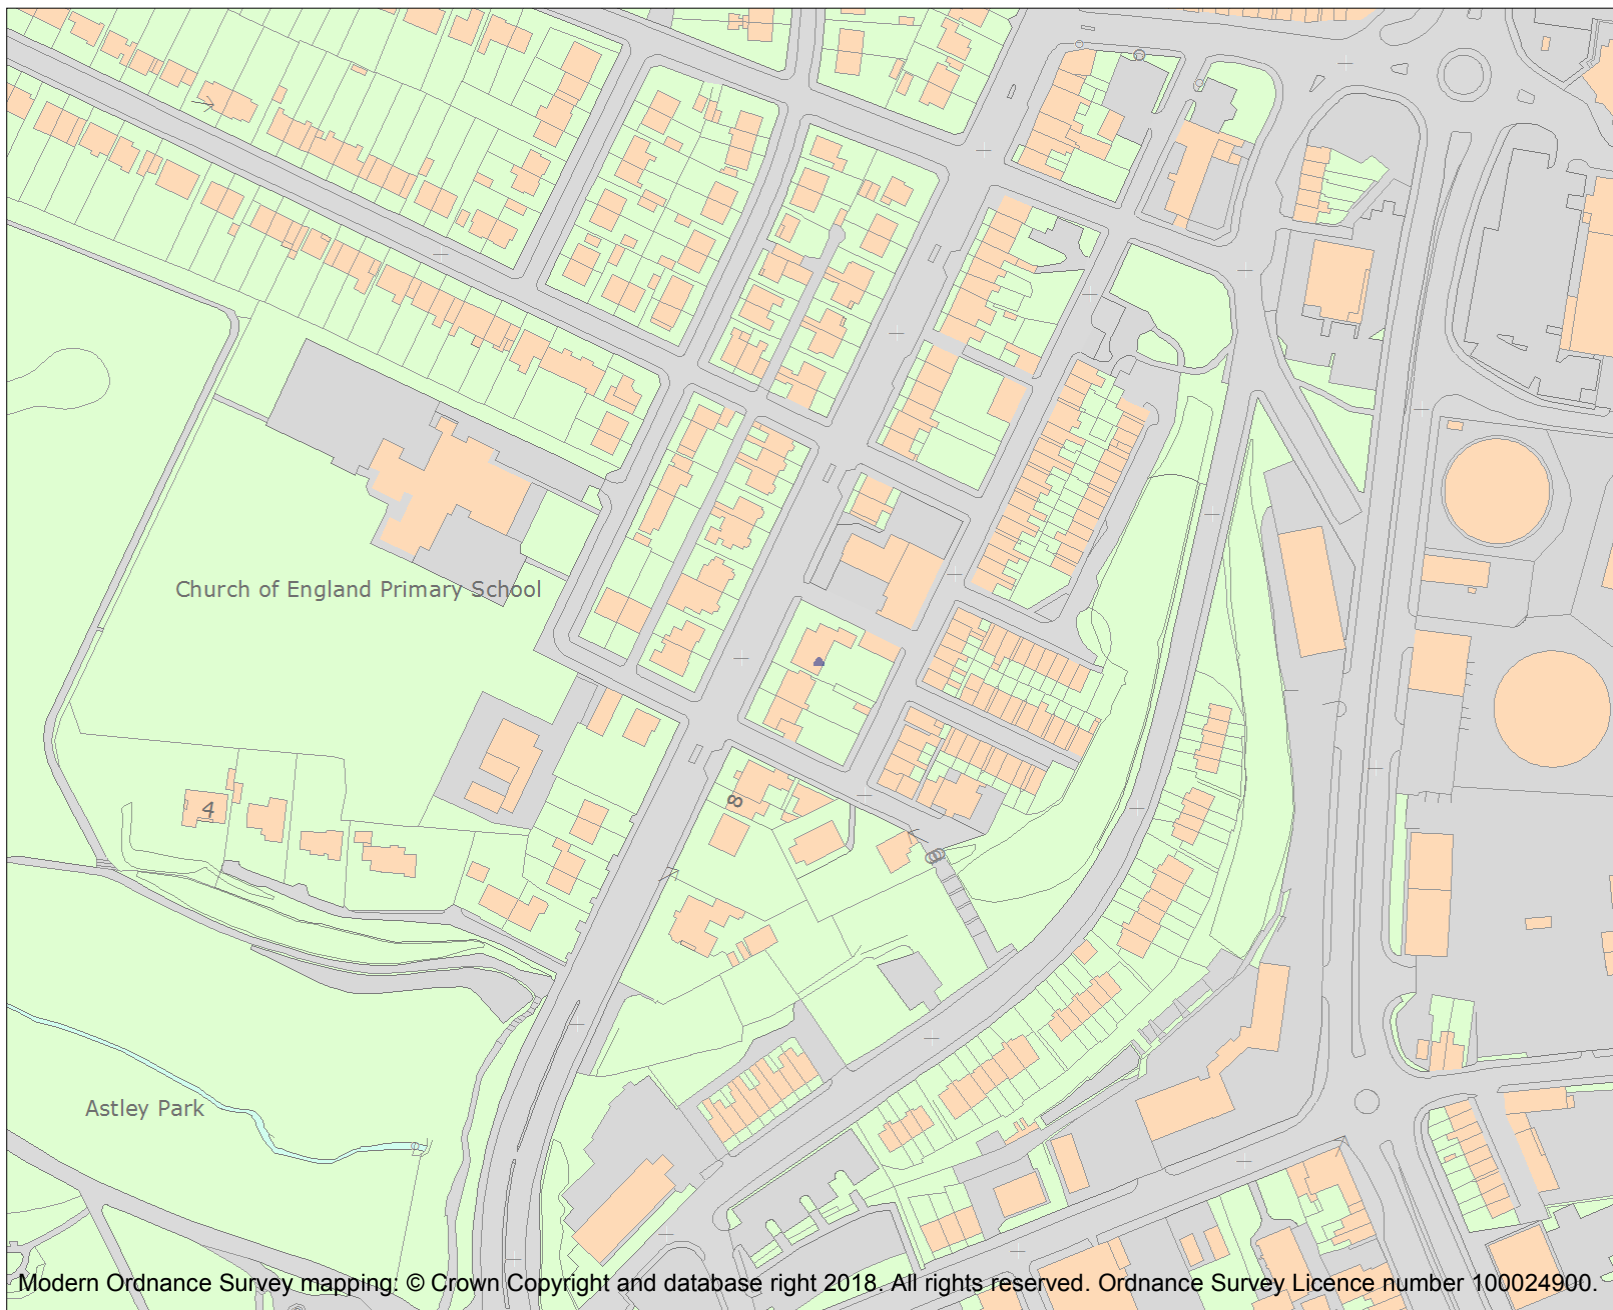 Church of England Primary School
4
8
Astley Park
Modern Ordnance Survey mapping: © Crown Copyright and database right 2018. All rights reserved. Ordnance Survey Licence number 100024900.